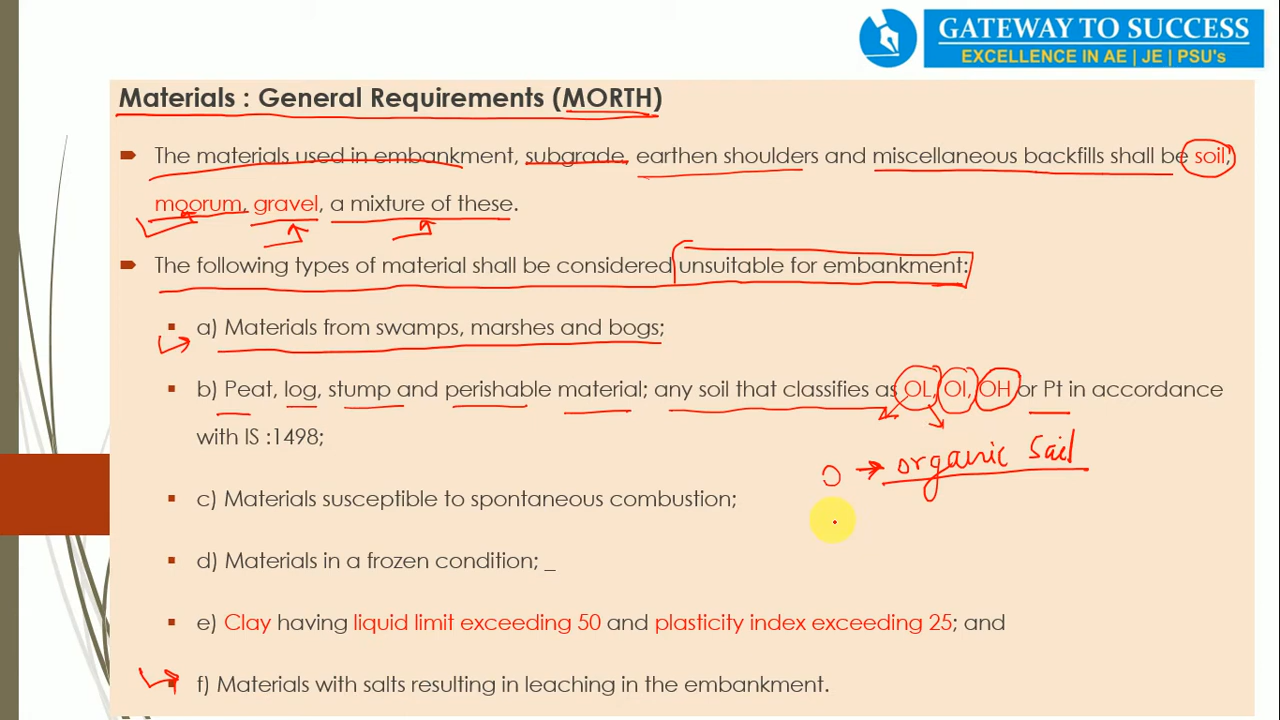 GATEWAY TO SUCCESS
EXCELLENCE IN AE | JE | PSU's
Materials : General Requirements (MORTH)
The materials used in embankment, subgrade, earthen shoulders and miscellaneous backfills shall be soil,
moorum, gravel, a mixture of these.
The following types of material shall be considered unsuitable for embankment:
a) Materials from swamps, marshes and bogs;
b) Peat, log, stump and perishable material; any soil that classifies as OL, OI, OH or Pt in accordance
with IS :1498;
O → organic Soil
c) Materials susceptible to spontaneous combustion;
d) Materials in a frozen condition; _
e) Clay having liquid limit exceeding 50 and plasticity index exceeding 25; and
f) Materials with salts resulting in leaching in the embankment.